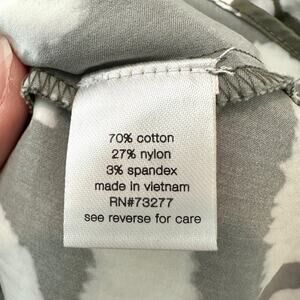 70% cotton
27% nylon
3% spandex
made in vietnam
RN#73277
see reverse for care